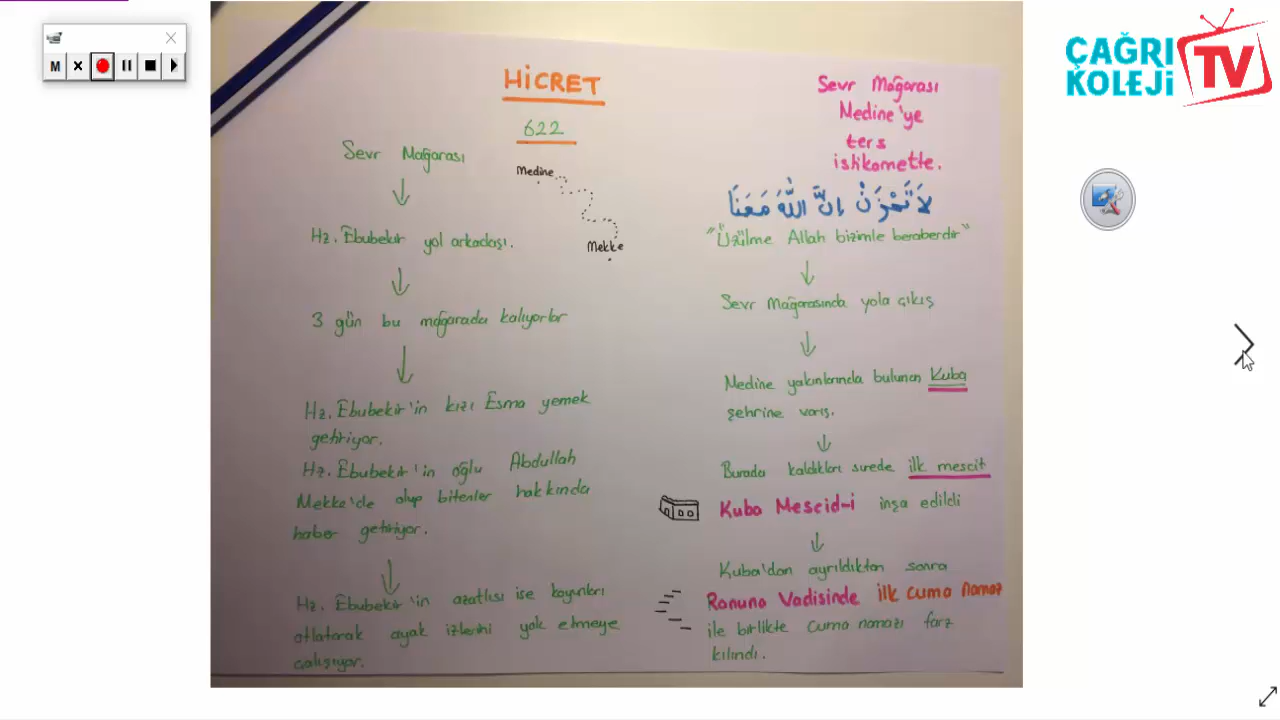 M
ÇAĞRI
KOLEJİ
TV
HİCRET
622
Sevr Mağarası
Medine
Mekke
Hz. Ebubekir yol arkadaşı.
3 gün bu mağarada kalıyorlar
Hz. Ebubekir'in kızı Esma yemek
getiriyor.
Hz. Ebubekir'in oğlu Abdullah
Mekke'de olup bitenler hakkında
haber getiriyor.
Hz. Ebubekir'in azatlısı ise koyunları
otlatarak ayak izlerini yok etmeye
çalışıyor.
Sevr Mağarası
Medine'ye
ters
istikamette.
لَا تَحْزَنْ اِنَّ اللّٰهَ مَعَنَا
"Üzülme Allah bizimle beraberdir"
Sevr Mağarasında yola çıkış
Medine yakınlarında bulunan Kuba
şehrine varış.
Burada kaldıkları sürede ilk mescit
Kuba Mescid-i inşa edildi
Kuba'dan ayrıldıktan sonra
Ranuna Vadisinde ilk cuma namaz
ile birlikte cuma namazı farz
kılındı.